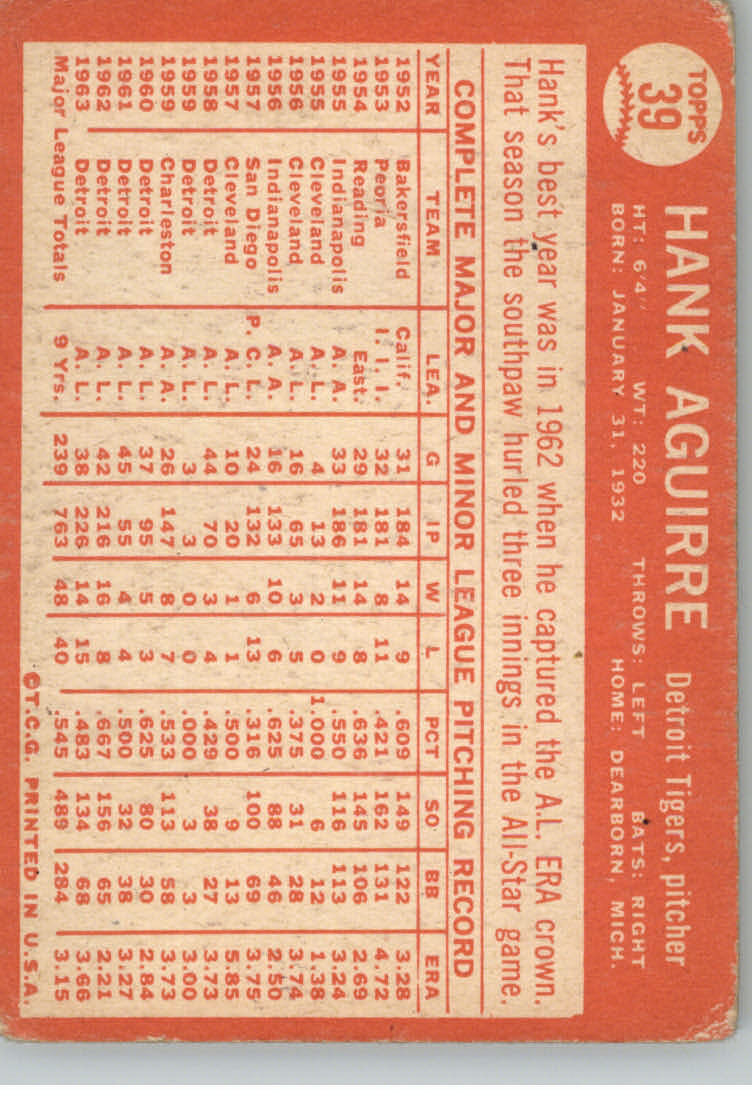 TOPPS
39
HANK AGUIRRE Detroit Tigers, pitcher
HT: 6'4" WT: 220 THROWS: LEFT BATS: RIGHT
BORN: JANUARY 31, 1932 HOME: DEARBORN, MICH.
Hank's best year was in 1962 when he captured the A.L. ERA crown.
That season the southpaw hurled three innings in the All-Star game.
COMPLETE MAJOR AND MINOR LEAGUE PITCHING RECORD
YEAR TEAM LEA. G IP W L PCT SO BB ERA
1952 Bakersfield Calif. 31 184 14 9 .609 149 122 3.28
1953 Peoria I. I. I. 32 181 8 11 .421 162 131 4.72
1954 Reading East. 29 181 14 8 .636 145 106 2.69
1955 Indianapolis A. A. 33 186 11 9 .550 116 113 3.24
1955 Cleveland A. L. 4 13 2 0 1.000 6 12 1.38
1956 Cleveland A. L. 16 65 3 5 .375 31 28 3.74
1956 Indianapolis A. A. 16 133 10 6 .625 88 46 2.50
1957 San Diego P. C. L. 24 132 6 13 .316 100 69 3.75
1957 Cleveland A. L. 10 20 1 1 .500 9 13 5.85
1958 Detroit A. L. 44 70 3 4 .429 38 27 3.73
1959 Detroit A. L. 3 3 0 0 .000 3 3 3.00
1959 Charleston A. A. 26 147 7 8 .533 113 58 3.73
1960 Detroit A. L. 37 95 5 3 .625 80 30 2.84
1961 Detroit A. L. 45 55 4 4 .500 32 38 3.27
1962 Detroit A. L. 42 216 16 8 .667 156 65 2.21
1963 Detroit A. L. 38 226 14 15 .483 134 68 3.66
Major League Totals 9 Yrs. 239 763 48 40 .545 489 284 3.15
©T.C.G. PRINTED IN U.S.A.